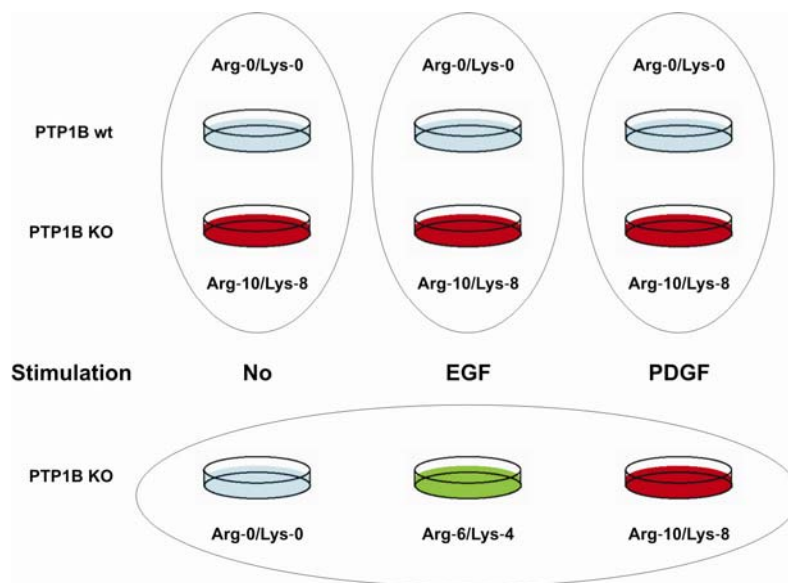 Arg-0/Lys-0 Arg-0/Lys-0 Arg-0/Lys-0
PTP1B wt
PTP1B KO
Arg-10/Lys-8 Arg-10/Lys-8 Arg-10/Lys-8
Stimulation No EGF PDGF
PTP1B KO
Arg-0/Lys-0 Arg-6/Lys-4 Arg-10/Lys-8